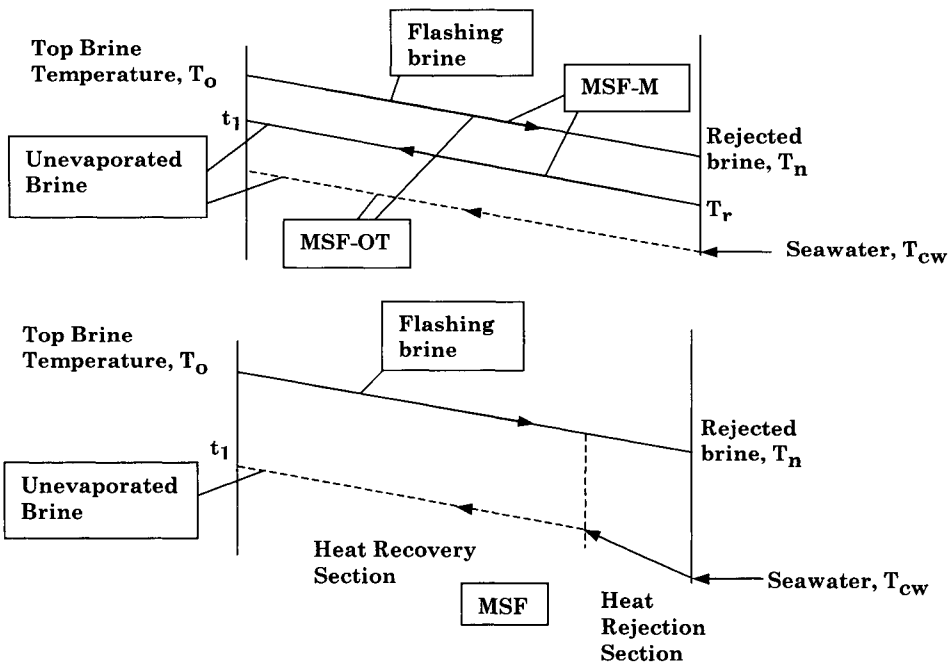 Flashing
brine
Top Brine
Temperature, To
MSF-M
t1
Rejected
brine, Tn
Unevaporated
Brine
Tr
MSF-OT
Seawater, Tcw
Top Brine
Temperature, To
Flashing
brine
Rejected
brine, Tn
t1
Unevaporated
Brine
Heat Recovery
Section
Seawater, Tcw
MSF
Heat
Rejection
Section